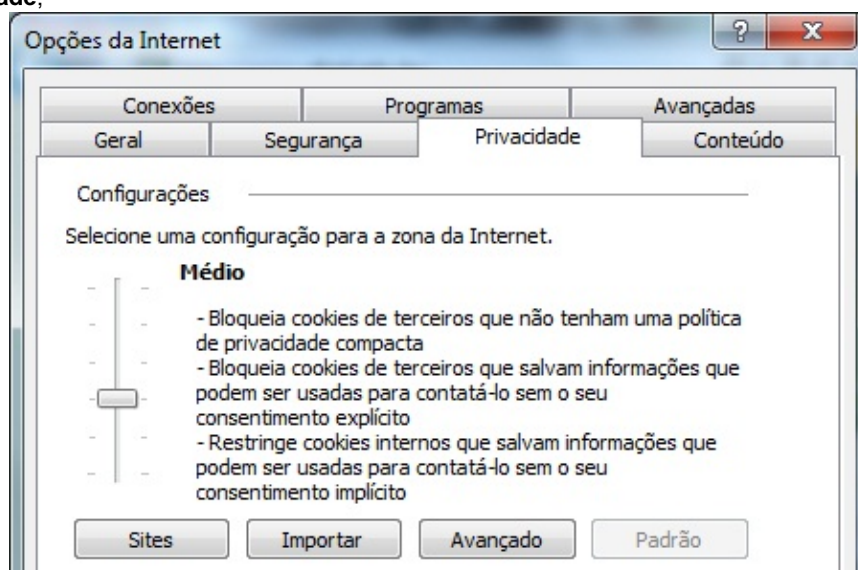 ade,
Opções da Internet
Conexões Programas Avançadas
Geral Segurança Privacidade Conteúdo
Configurações
Selecione uma configuração para a zona da Internet.
Médio
- Bloqueia cookies de terceiros que não tenham uma política
de privacidade compacta
- Bloqueia cookies de terceiros que salvam informações que
podem ser usadas para contatá-lo sem o seu
consentimento explícito
- Restringe cookies internos que salvam informações que
podem ser usadas para contatá-lo sem o seu
consentimento implícito
Sites Importar Avançado Padrão